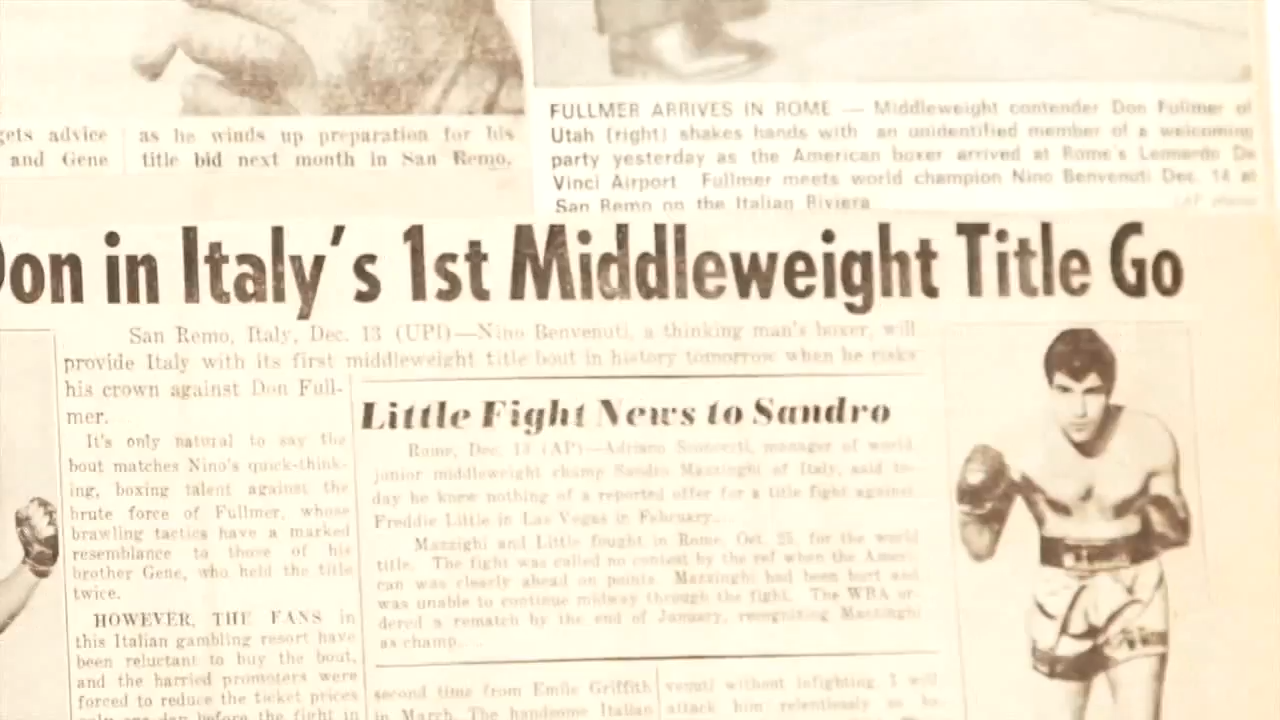 gets advice
and Gene
as he winds up preparation for his
title bid next month in San Remo,
FULLMER ARRIVES IN ROME — Middleweight contender Don Fullmer of
Utah (right) shakes hands with an unidentified member of a welcoming
party yesterday as the American boxer arrived at Rome's Leonardo Da
Vinci Airport Fullmer meets world champion Nino Benvenuti Dec. 14 at
San Remo on the Italian Riviera
Don in Italy's 1st Middleweight Title Go
San Remo, Italy, Dec. 13 (UPI)—Nino Benvenuti, a thinking man's boxer, will
provide Italy with its first middleweight title bout in history tomorrow when he risks
his crown against Don Full-
mer.
It's only natural to say the
bout matches Nino's quick-think-
ing, boxing talent against the
brute force of Fullmer, whose
brawling tactics have a marked
resemblance to those of his
brother Gene, who held the title
twice.
HOWEVER, THE FANS in
this Italian gambling resort have
been reluctant to buy the bout,
and the harried promoters were
forced to reduce the ticket prices
only one day before the fight in
Little Fight News to Sandro
Rome, Dec. 13 (AP)—Adriano manager of world
junior middleweight champ Sandro Mazzinghi of Italy, said to-
day he knew nothing of a reported offer for a title fight against
Freddie Little in Las Vegas in February.
Mazzighi and Little fought in Rome, Oct. 25, for the world
title. The fight was called no contest by the ref when the Ameri-
can was clearly ahead on points. Mazzinghi had been hurt and
was unable to continue midway through the fight. The WBA or-
dered a rematch by the end of January, recognizing Mazzinghi
as champ.
second time from Emile Griffith
in March. The handsome Italian
venuti without infighting. I will
attack him relentlessly so he